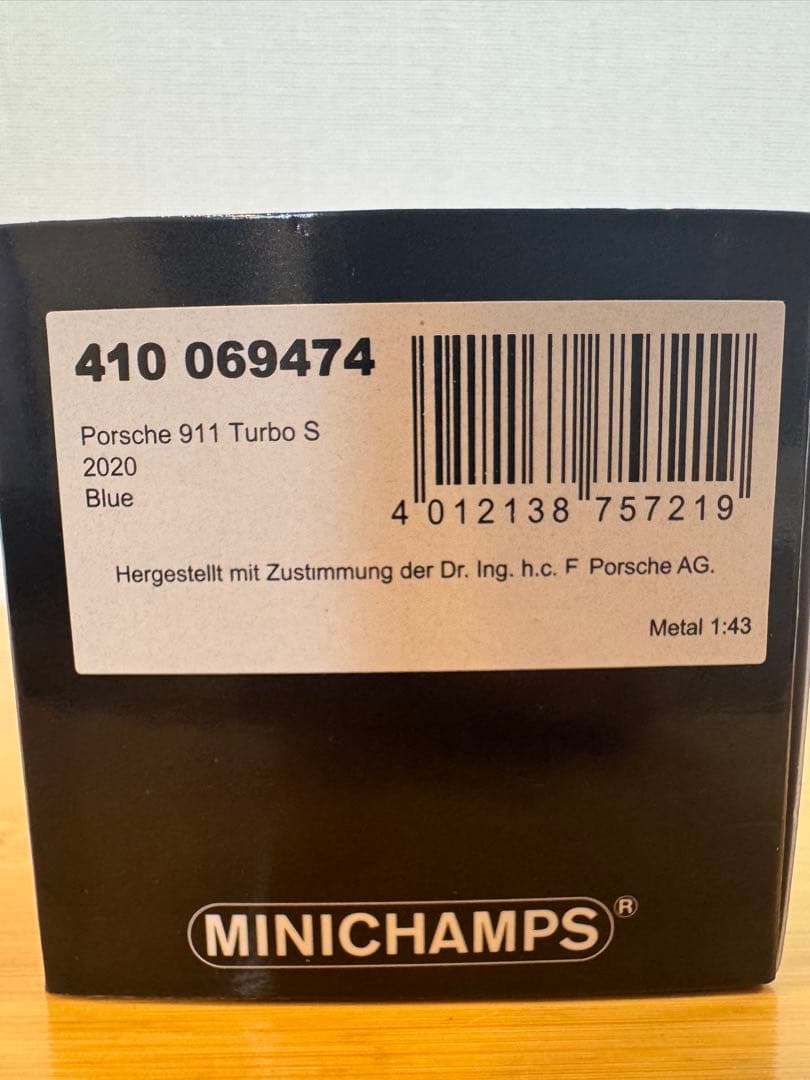 410 069474
Porsche 911 Turbo S
2020
Blue
4 012138 757219
Hergestellt mit Zustimmung der Dr. Ing. h.c. F Porsche AG.
Metal 1:43
MINICHAMPS®